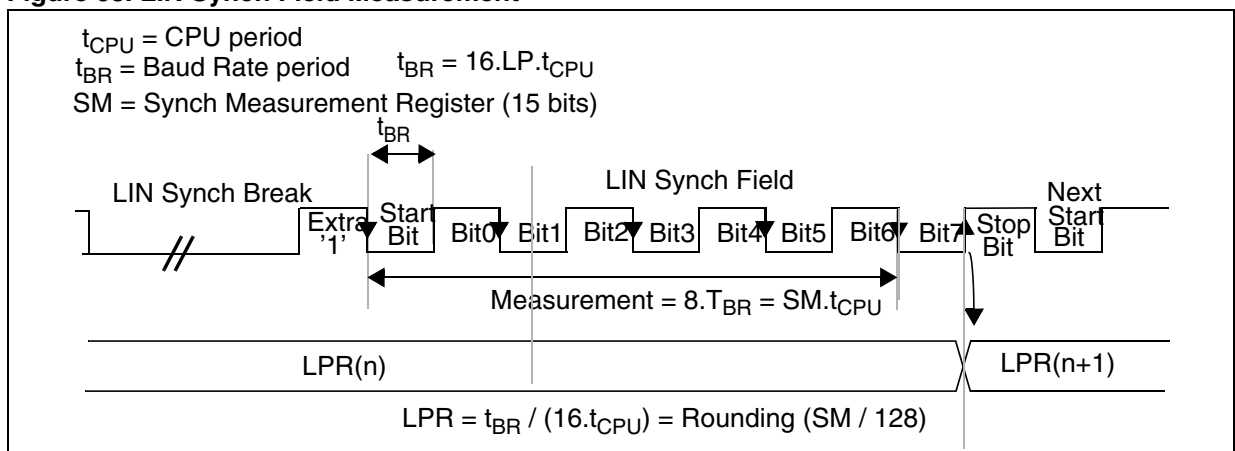 Figure 68. LIN Synch Field Measurement
tCPU = CPU period
tBR = Baud Rate period tBR = 16.LP.tCPU
SM = Synch Measurement Register (15 bits)
tBR
LIN Synch Break
LIN Synch Field
Extra '1'
Start Bit
Bit0
Bit1
Bit2
Bit3
Bit4
Bit5
Bit6
Bit7
Stop Bit
Next Start Bit
Measurement = 8.TBR = SM.tCPU
LPR(n)
LPR(n+1)
LPR = tBR / (16.tCPU) = Rounding (SM / 128)